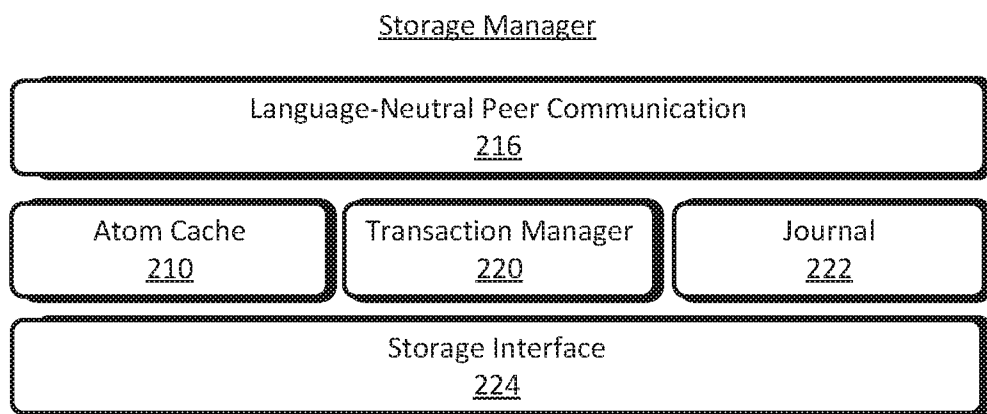 Storage Manager
Language-Neutral Peer Communication
216
Atom Cache
210
Transaction Manager
220
Journal
222
Storage Interface
224